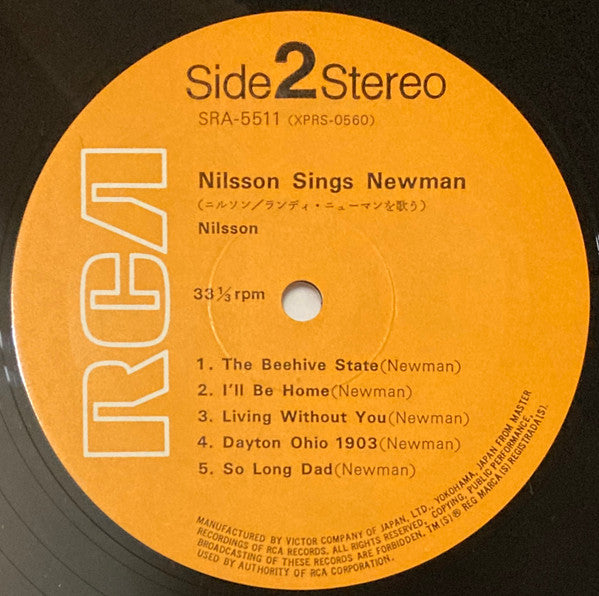 Side 2 Stereo
SRA-5511 (XPRS-0560)
RCA
Nilsson Sings Newman
(ニルソン/ランディ・ニューマンを歌う)
Nilsson
33⅓ rpm
1. The Beehive State (Newman)
2. I'll Be Home (Newman)
3. Living Without You (Newman)
4. Dayton Ohio 1903 (Newman)
5. So Long Dad (Newman)
MANUFACTURED BY VICTOR COMPANY OF JAPAN, LTD., YOKOHAMA, JAPAN FROM MASTER
RECORDINGS OF RCA RECORDS. ALL RIGHTS RESERVED, COPYING, PUBLIC PERFORMANCE,
BROADCASTING OF THESE RECORDS ARE FORBIDDEN. TM(S)® REG MARCA(S) REGISTRADA(S).
USED BY AUTHORITY OF RCA CORPORATION.